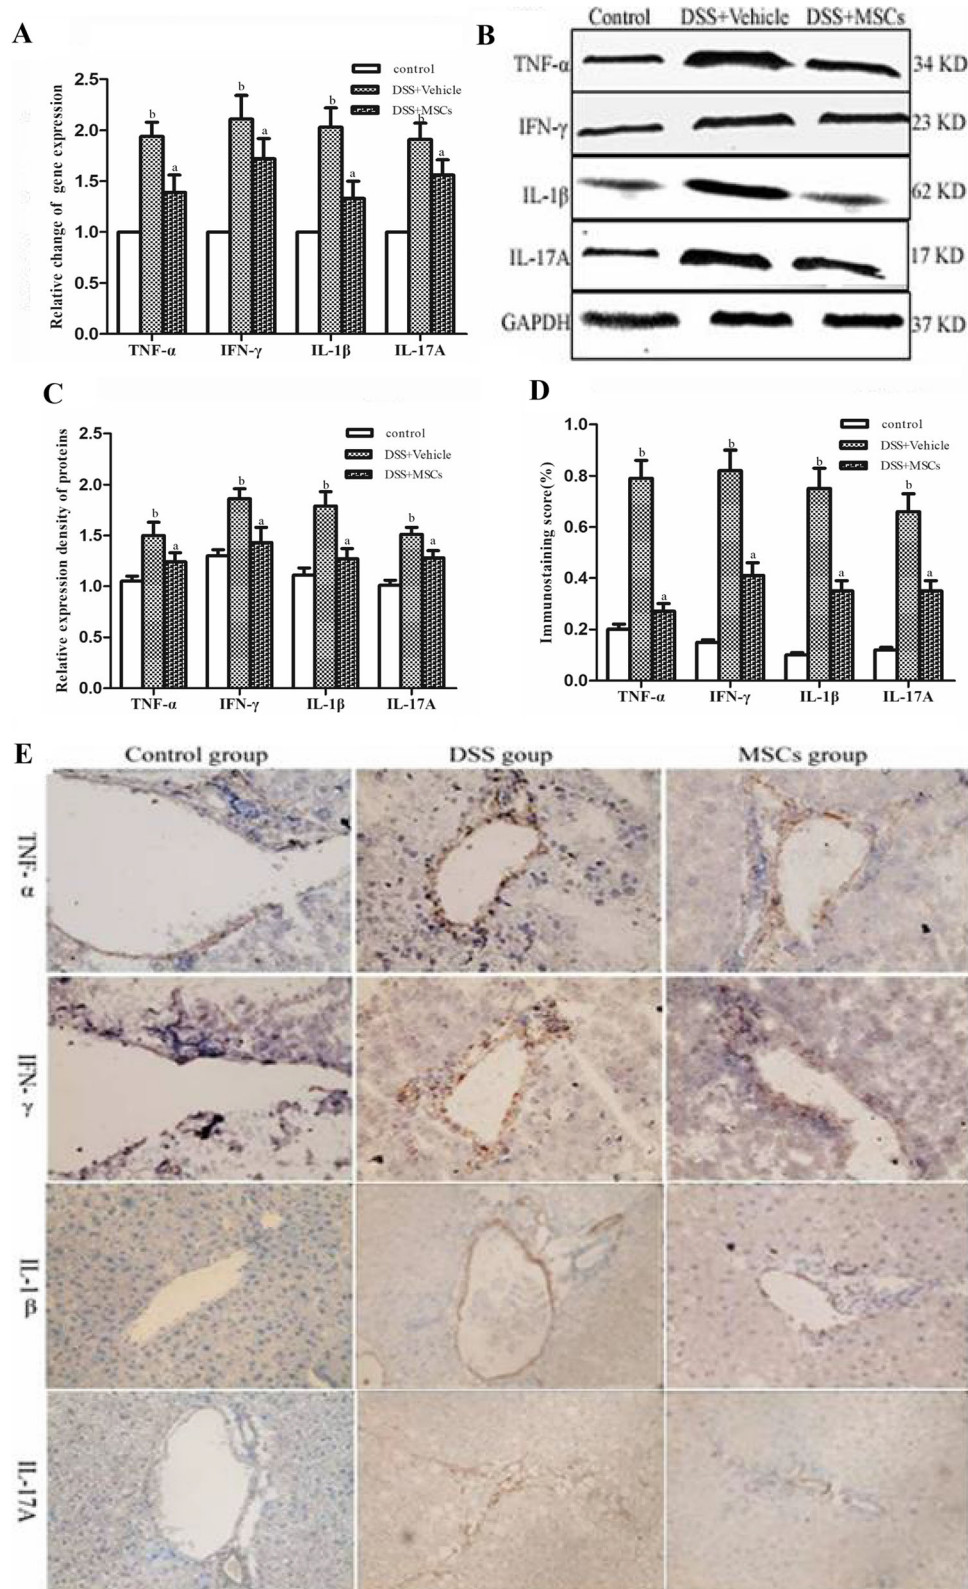 A
2.5
2.0
1.5
1.0
0.5
0.0
Relative change of gene expression
control
DSS+Vehicle
DSS+MSCs
b
a
b
a
b
a
b
a
TNF-α
IFN-γ
IL-1β
IL-17A
B
Control
DSS+Vehicle
DSS+MSCs
TNF-α
34 KD
IFN-γ
23 KD
IL-1β
62 KD
IL-17A
17 KD
GAPDH
37 KD
C
2.5
2.0
1.5
1.0
0.5
0.0
Relative expression density of proteins
control
DSS+Vehicle
DSS+MSCs
b
a
b
a
b
a
b
a
TNF-α
IFN-γ
IL-1β
IL-17A
D
1.0
0.8
0.6
0.4
0.2
0.0
Immunostaining score(%)
control
DSS+Vehicle
DSS+MSCs
b
a
b
a
b
a
b
a
TNF-α
IFN-γ
IL-1β
IL-17A
E
Control group
DSS goup
MSCs group
TNF-α
IFN-γ
IL-1β
IL-17A